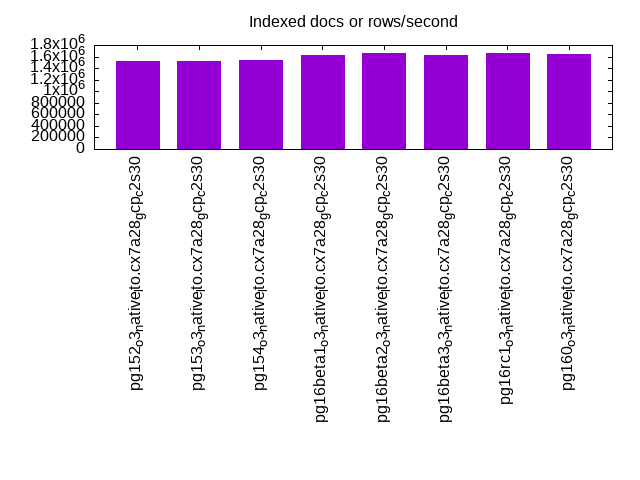 Indexed docs or rows/second
1.8x10^6
1.6x10^6
1.4x10^6
1.2x10^6
1x10^6
800000
600000
400000
200000
0
pg152_o3_native_lto.cx7a28_gcp_c2s30
pg153_o3_native_lto.cx7a28_gcp_c2s30
pg154_o3_native_lto.cx7a28_gcp_c2s30
pg16beta1_o3_native_lto.cx7a28_gcp_c2s30
pg16beta2_o3_native_lto.cx7a28_gcp_c2s30
pg16beta3_o3_native_lto.cx7a28_gcp_c2s30
pg16rc1_o3_native_lto.cx7a28_gcp_c2s30
pg160_o3_native_lto.cx7a28_gcp_c2s30